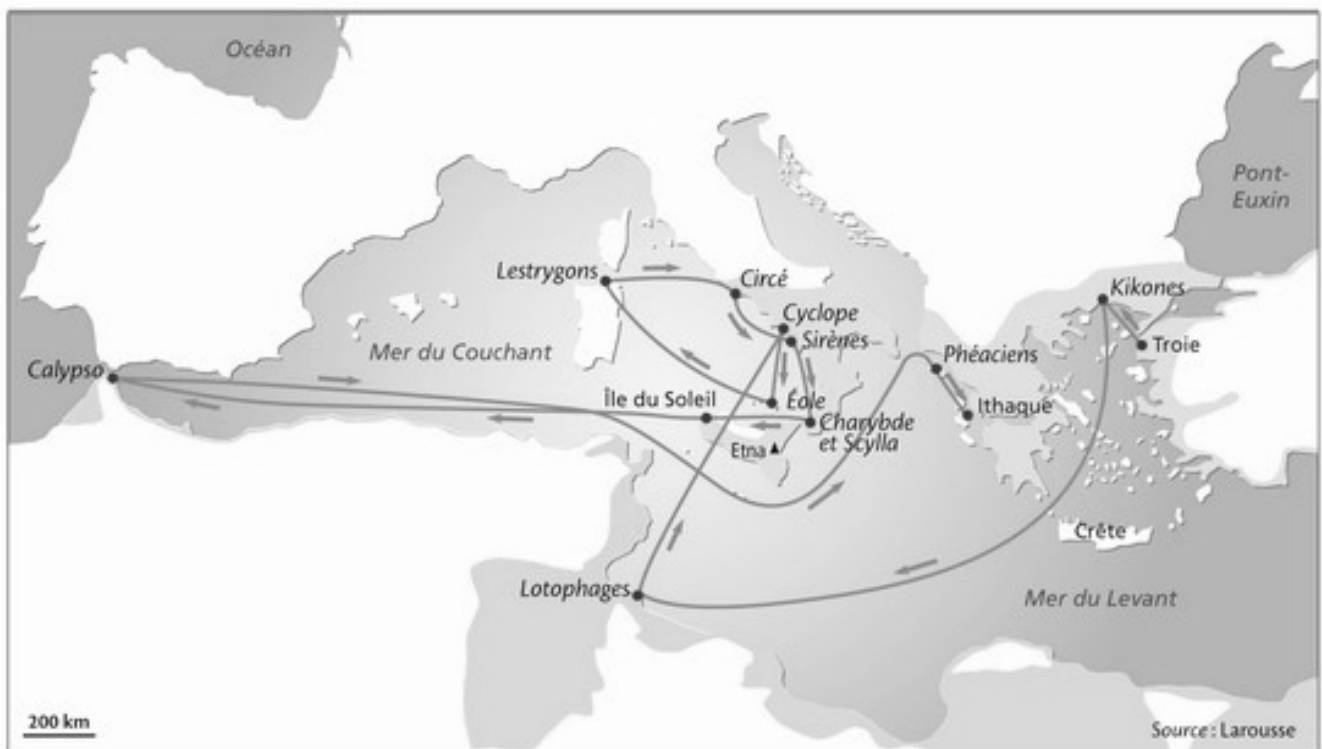 Océan
Pont-
Euxin
Lestrygons
Circé
Kikones
Cyclope
Sirènes
Mer du Couchant
Troie
Phéaciens
Calypso
Île du Soleil
Éole
Ithaque
Charybde
et Scylla
Etna
Crête
Lotophages
Mer du Levant
200 km
Source : Larousse